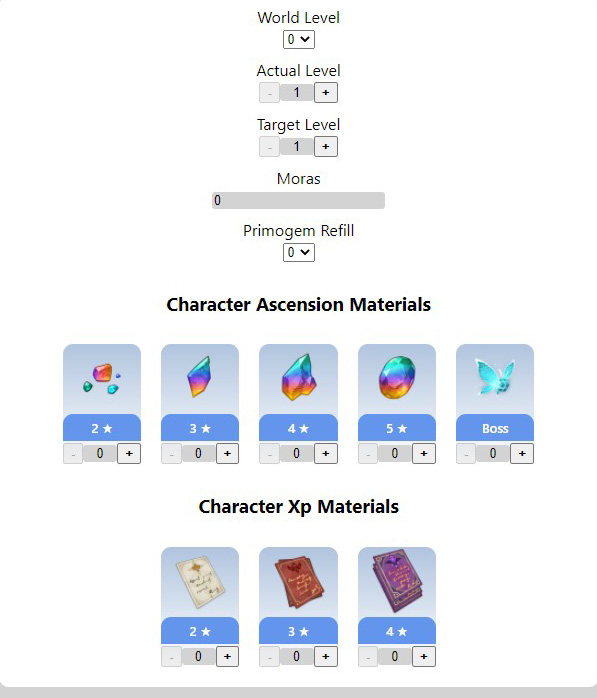 World Level
0
Actual Level
- 1 +
Target Level
- 1 +
Moras
0
Primogem Refill
0
Character Ascension Materials
2 ★ 3 ★ 4 ★ 5 ★ Boss
- 0 + - 0 + - 0 + - 0 + - 0 +
Character Xp Materials
2 ★ 3 ★ 4 ★
- 0 + - 0 + - 0 +